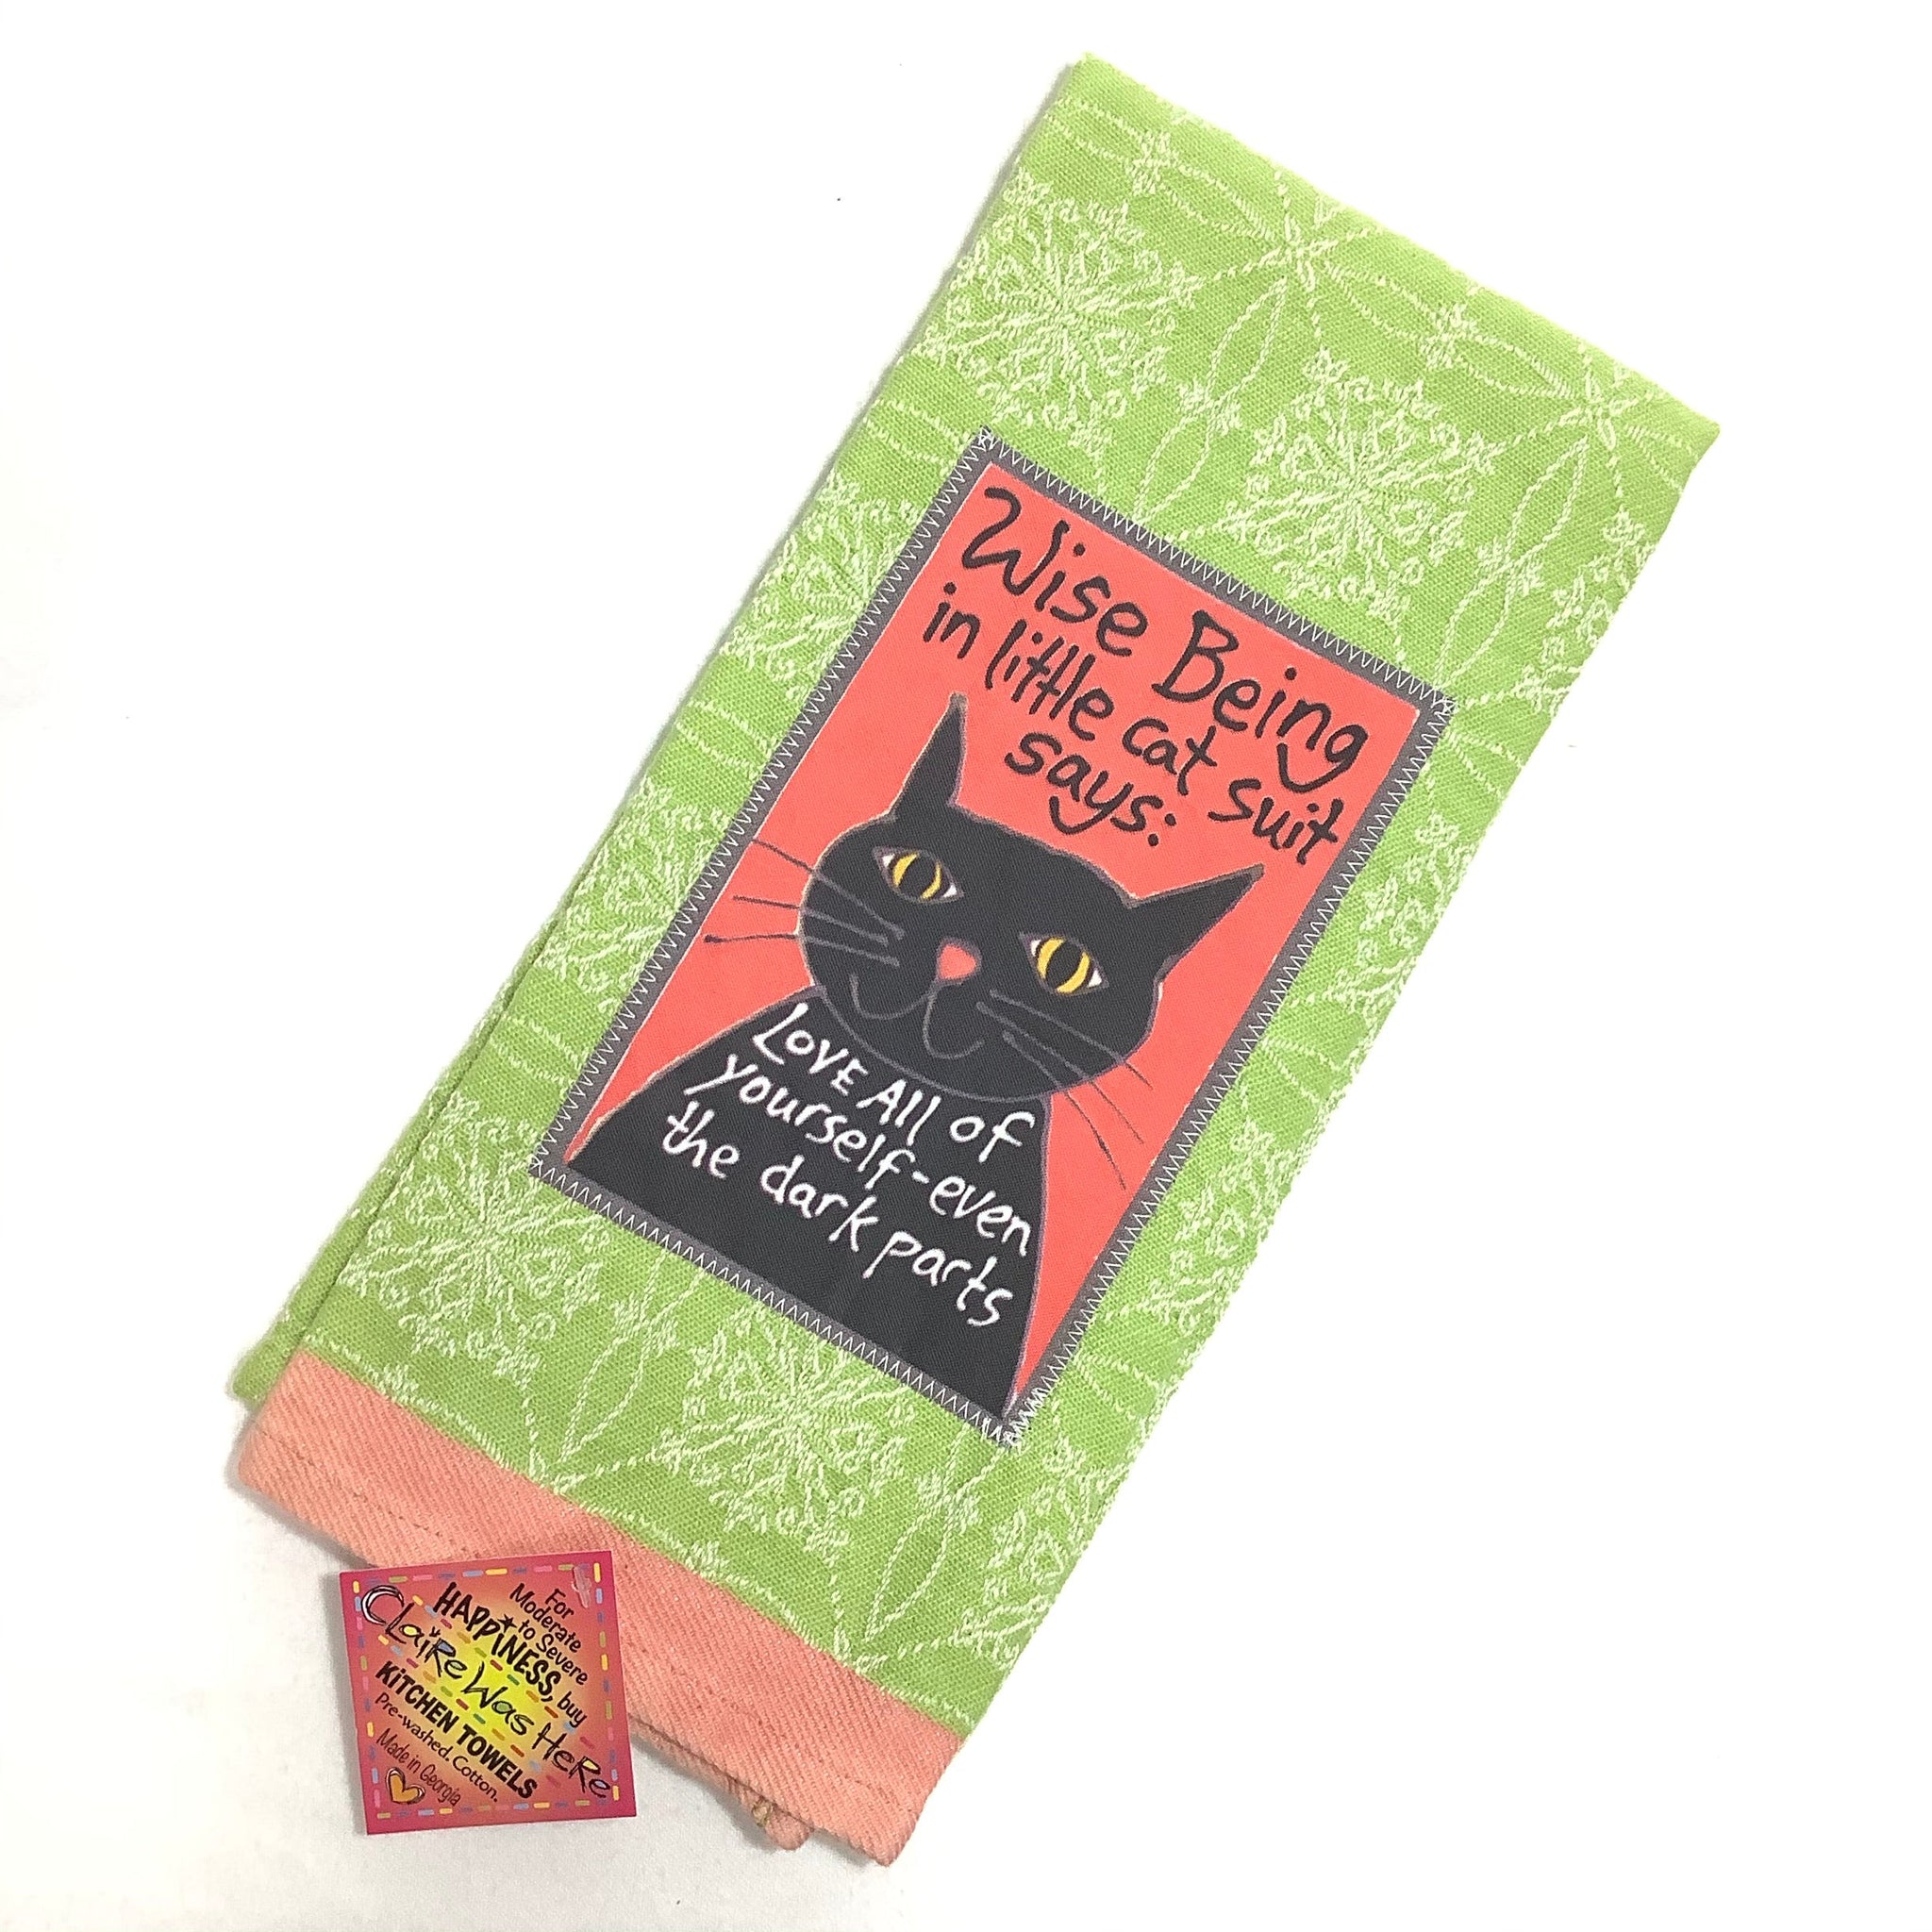 Wise Being
in little cat suit
says:
Love All of
yourself-even
the dark parts
For
Moderate
to Severe
HAPPiNESS, buy
CLaiRe Was HeRe
KiTCHEN TOWELS
Pre-washed. Cotton.
Made in Georgia